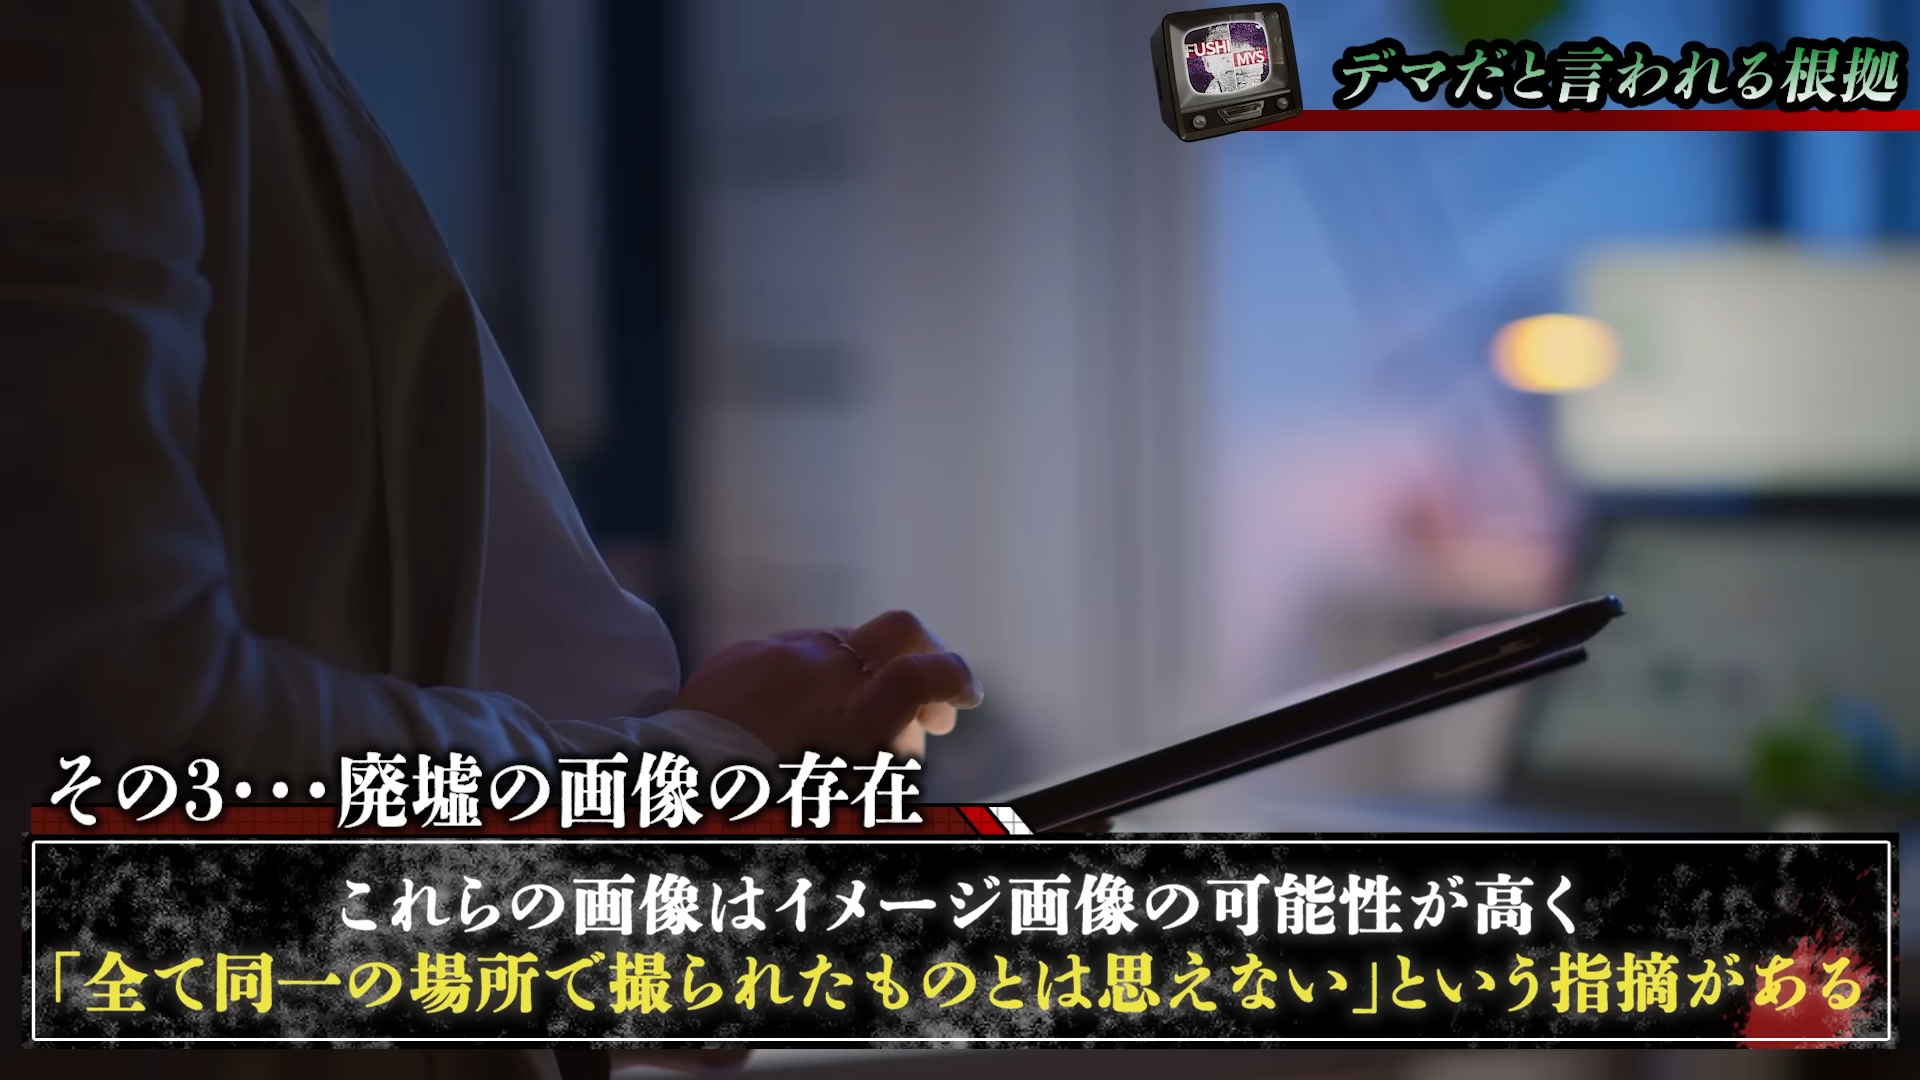 FUSHI
MYS
デマだと言われる根拠
その3･･･廃墟の画像の存在
これらの画像はイメージ画像の可能性が高く
「全て同一の場所で撮られたものとは思えない」という指摘がある